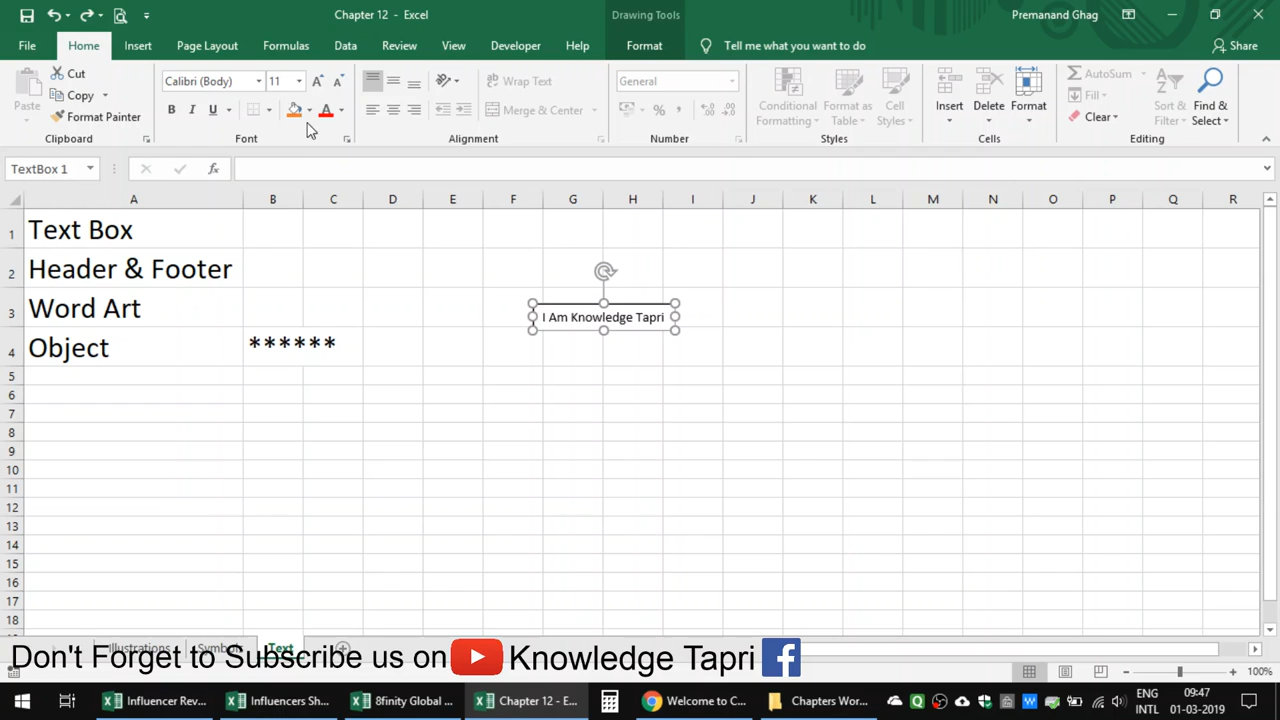 Chapter 12 - Excel
Drawing Tools
Premanand Ghag
File Home Insert Page Layout Formulas Data Review View Developer Help Format Tell me what you want to do Share
Paste
Cut
Copy
Format Painter
Clipboard
Calibri (Body) 11
B I U
Font
Wrap Text
Merge & Center
Alignment
General
Number
Conditional Formatting
Format as Table
Cell Styles
Styles
Insert Delete Format
Cells
AutoSum
Fill
Clear
Sort & Filter
Find & Select
Editing
TextBox 1
fx
A B C D E F G H I J K L M N O P Q R
1 Text Box
2 Header & Footer
3 Word Art
I Am Knowledge Tapri
4 Object ******
5
6
7
8
9
10
11
12
13
14
15
16
17
18
Illustrations Symbols Text
Don't Forget to Subscribe us on Knowledge Tapri
100%
Influencer Rev... Influencers Sh... 8finity Global ... Chapter 12 - E... Welcome to C... Chapters Wor...
ENG
INTL
09:47
01-03-2019